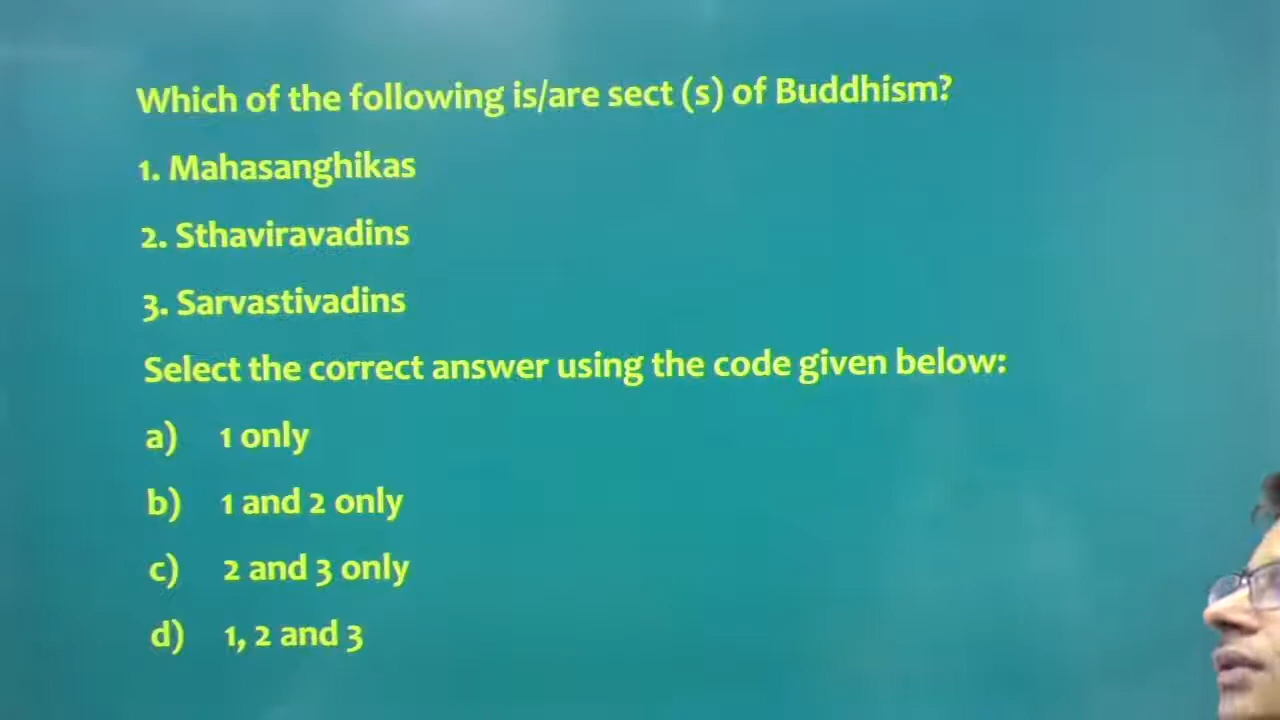 Which of the following is/are sect (s) of Buddhism?
1. Mahasanghikas
2. Sthaviravadins
3. Sarvastivadins
Select the correct answer using the code given below:
a) 1 only
b) 1 and 2 only
c) 2 and 3 only
d) 1, 2 and 3